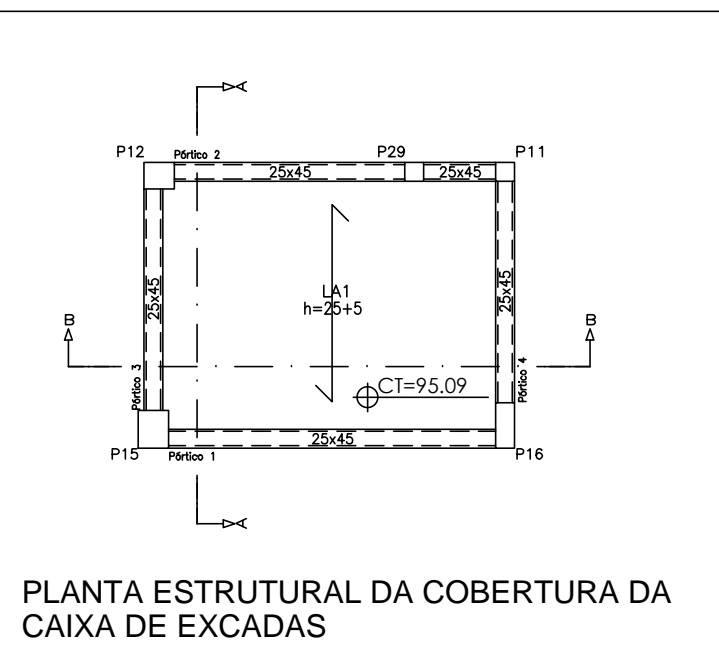 A
P12
Pórtico 2
P29
P11
25x45
25x45
25x45
LA1
h=25+5
25x45
B
B
Pórtico 3
Pórtico 4
CT=95.09
25x45
P15
Pórtico 1
P16
A
PLANTA ESTRUTURAL DA COBERTURA DA
CAIXA DE EXCADAS